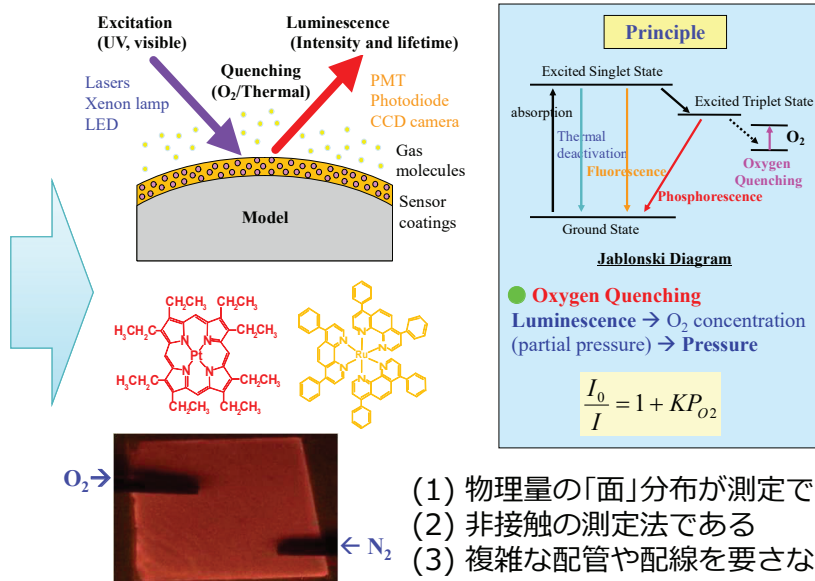 Excitation
(UV, visible)
Luminescence
(Intensity and lifetime)
Lasers
Xenon lamp
LED
Quenching
(O₂/Thermal)
PMT
Photodiode
CCD camera
Gas
molecules
Sensor
coatings
Model
CH₂CH₃
CH₂CH₃
H₃CH₂C
CH₂CH₃
N
N
Pt
N
N
H₃CH₂C
CH₂CH₃
CH₂CH₃
CH₂CH₃
N
N
N
Ru
N
N
N
O₂→
← N₂
Principle
Excited Singlet State
Excited Triplet State
absorption
Thermal
deactivation
Fluorescence
Phosphorescence
O₂
Oxygen
Quenching
Ground State
Jablonski Diagram
Oxygen Quenching
Luminescence → O₂ concentration
(partial pressure) → Pressure
I₀/I = 1 + KP_{O2}
(1) 物理量の「面」分布が測定で
(2) 非接触の測定法である
(3) 複雑な配管や配線を要さな